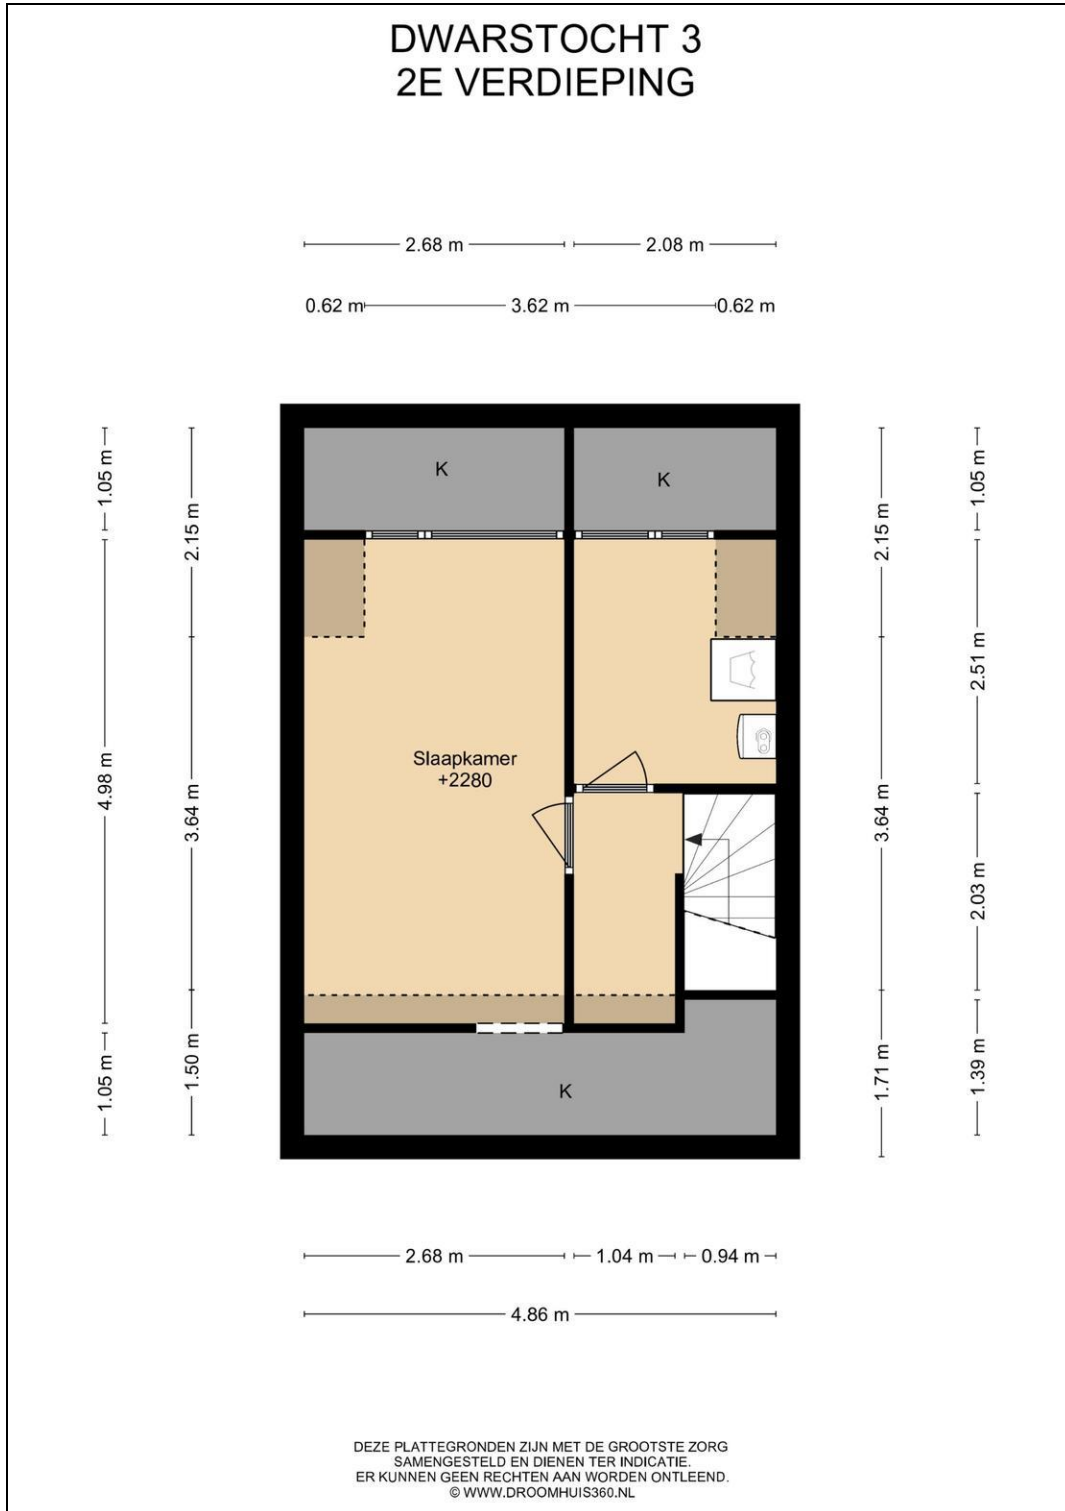 DWARSTOCHT 3
2E VERDIEPING
2.68 m
2.08 m
0.62 m
3.62 m
0.62 m
1.05 m
2.15 m
K
K
2.15 m
1.05 m
4.98 m
3.64 m
Slaapkamer
+2280
3.64 m
2.51 m
2.03 m
1.05 m
1.50 m
K
1.71 m
1.39 m
2.68 m
1.04 m
0.94 m
4.86 m
DEZE PLATTEGRONDEN ZIJN MET DE GROOTSTE ZORG
SAMENGESTELD EN DIENEN TER INDICATIE.
ER KUNNEN GEEN RECHTEN AAN WORDEN ONTLEEND.
© WWW.DROOMHUIS360.NL